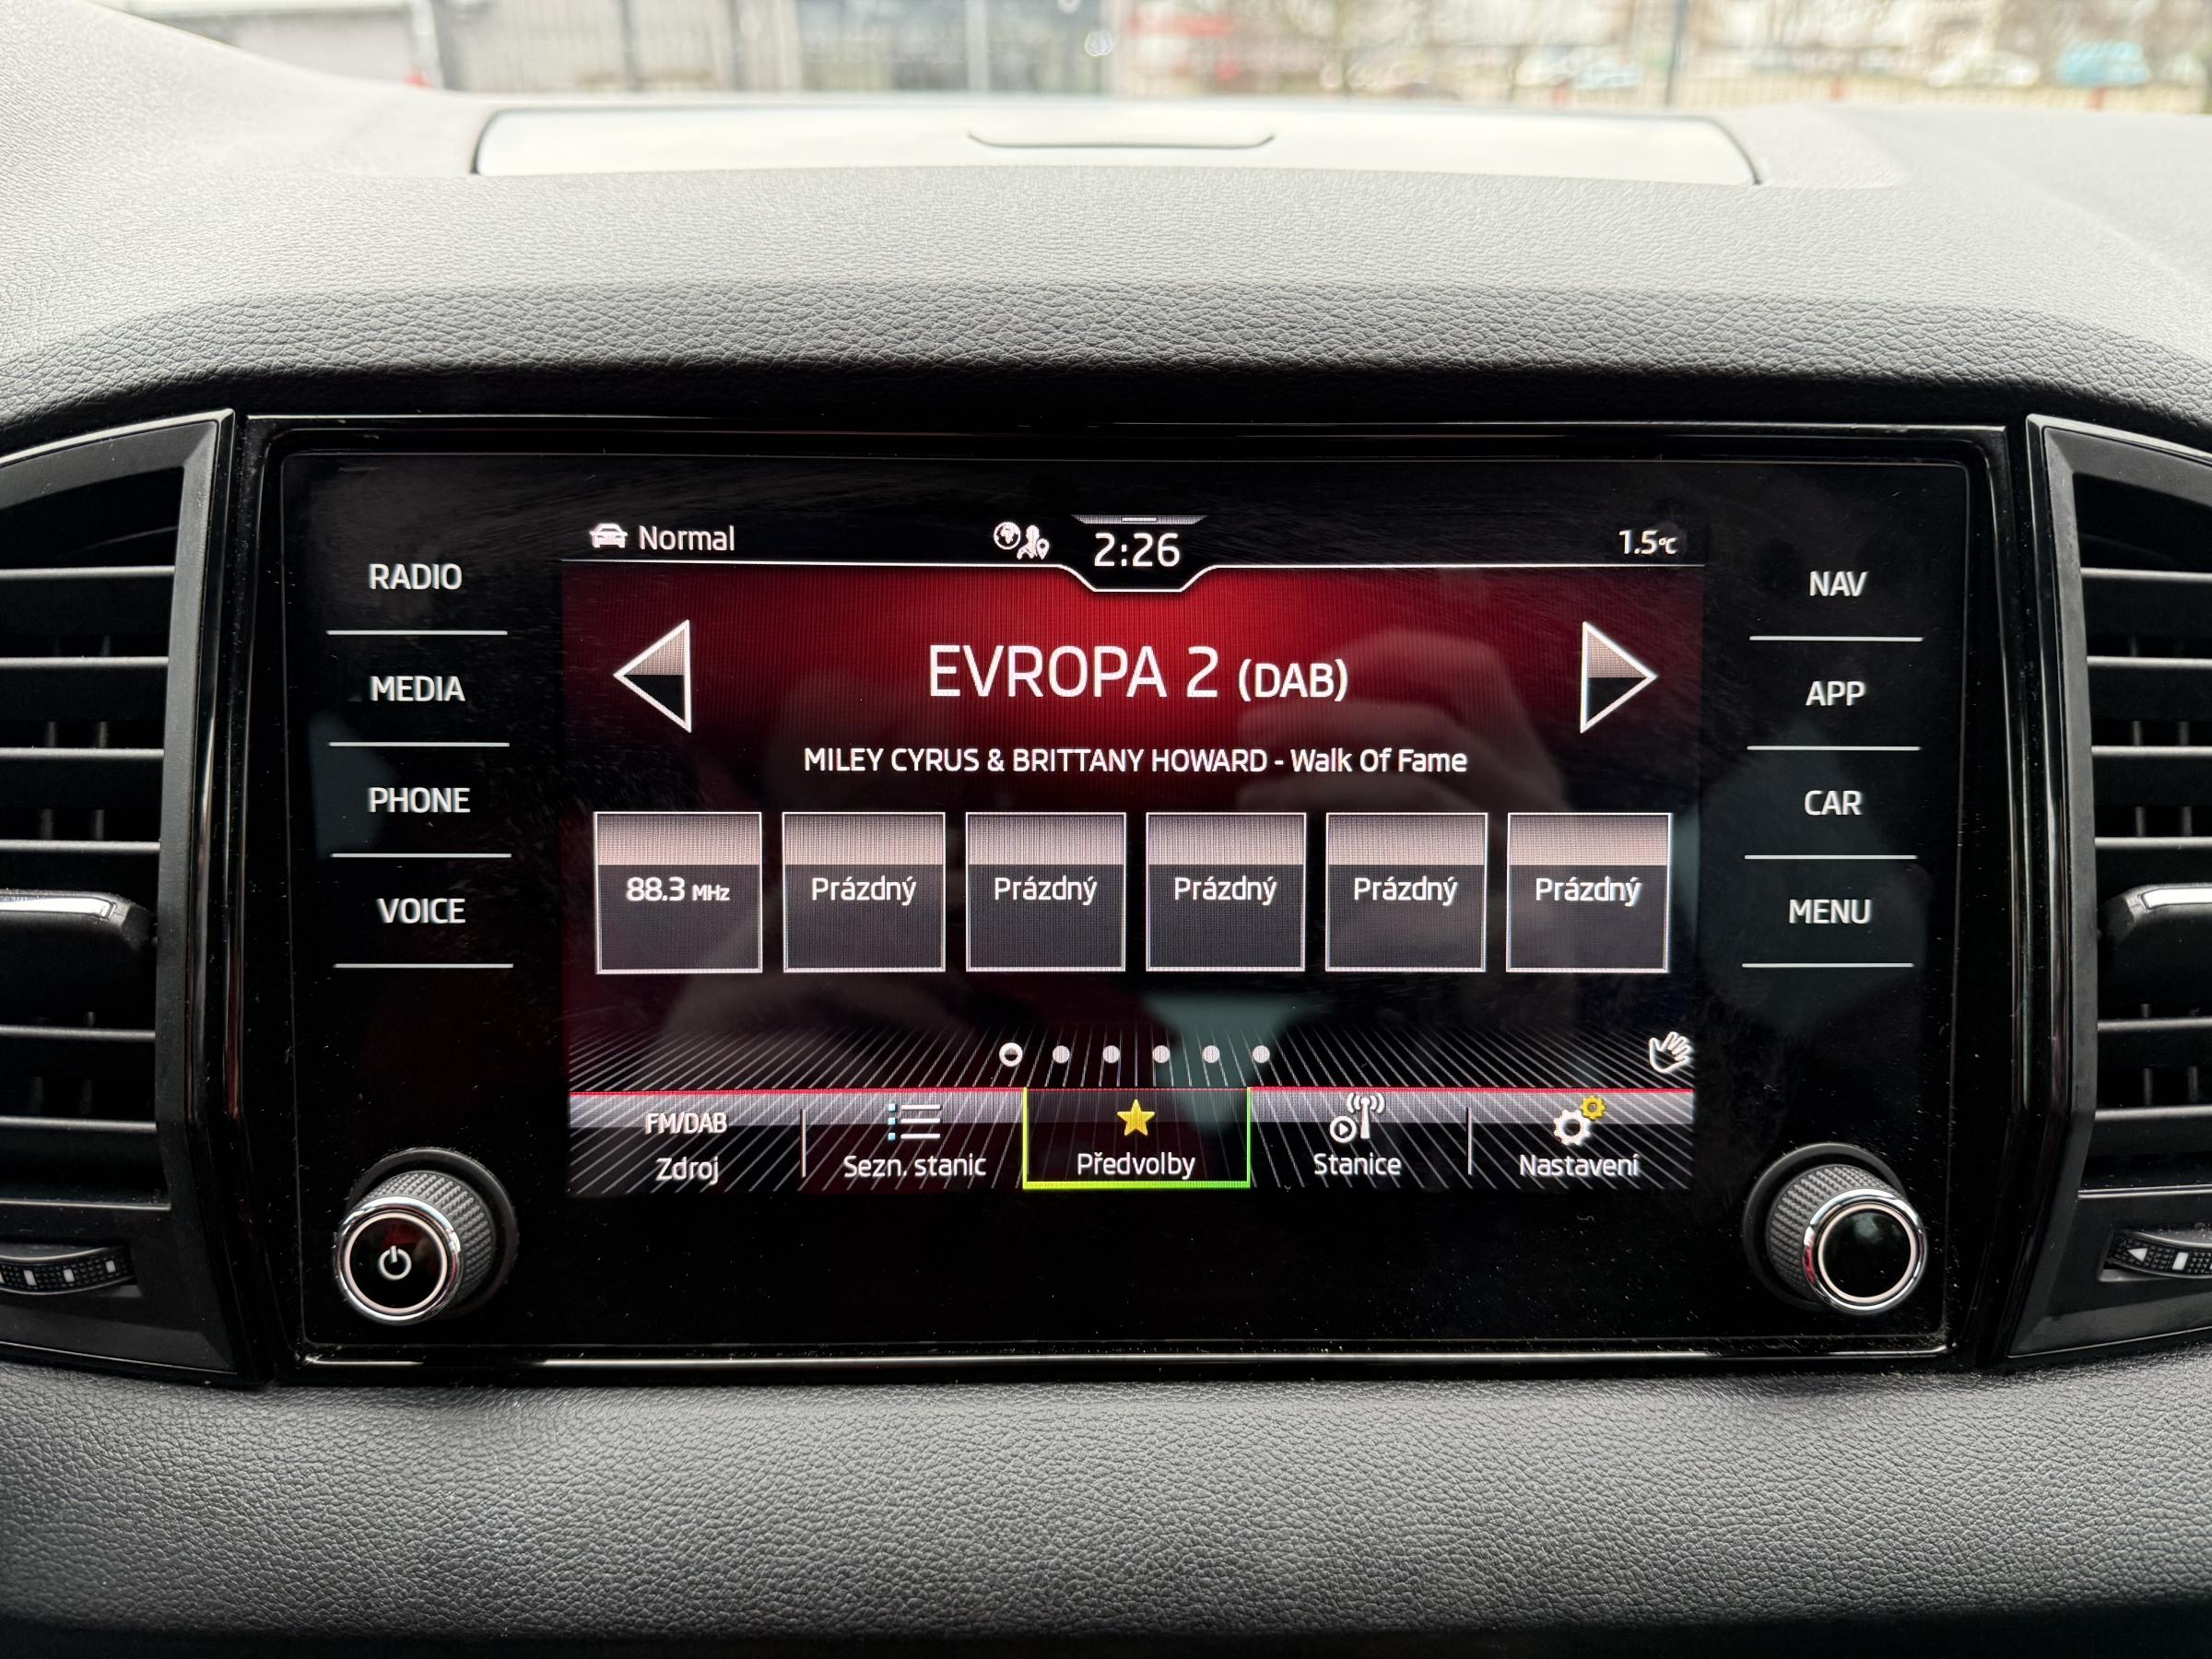 Normal
2:26
1.5°C
RADIO
MEDIA
PHONE
VOICE
EVROPA 2 (DAB)
MILEY CYRUS & BRITTANY HOWARD - Walk Of Fame
88.3 MHz
Prázdný
Prázdný
Prázdný
Prázdný
Prázdný
FM/DAB
Zdroj
Sezn. stanic
Předvolby
Stanice
Nastavení
NAV
APP
CAR
MENU